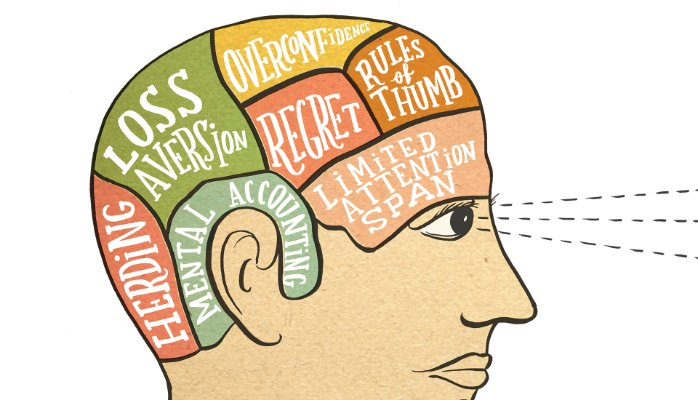 OVERCONFiDENCE
RULES
of
THUMB
LOSS
AVERSiON
REGRET
LiMiTED
ATTENTiON
SPAN
MENTAL ACCOUNTiNG
HERDiNG